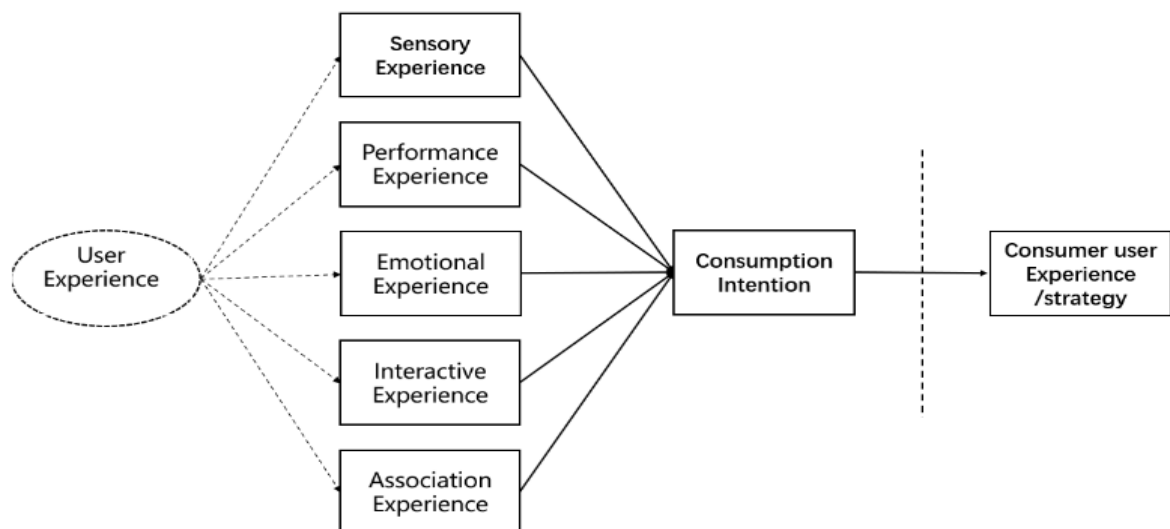 Sensory
Experience
Performance
Experience
User
Experience
Emotional
Experience
Consumption
Intention
Consumer user
Experience
/strategy
Interactive
Experience
Association
Experience